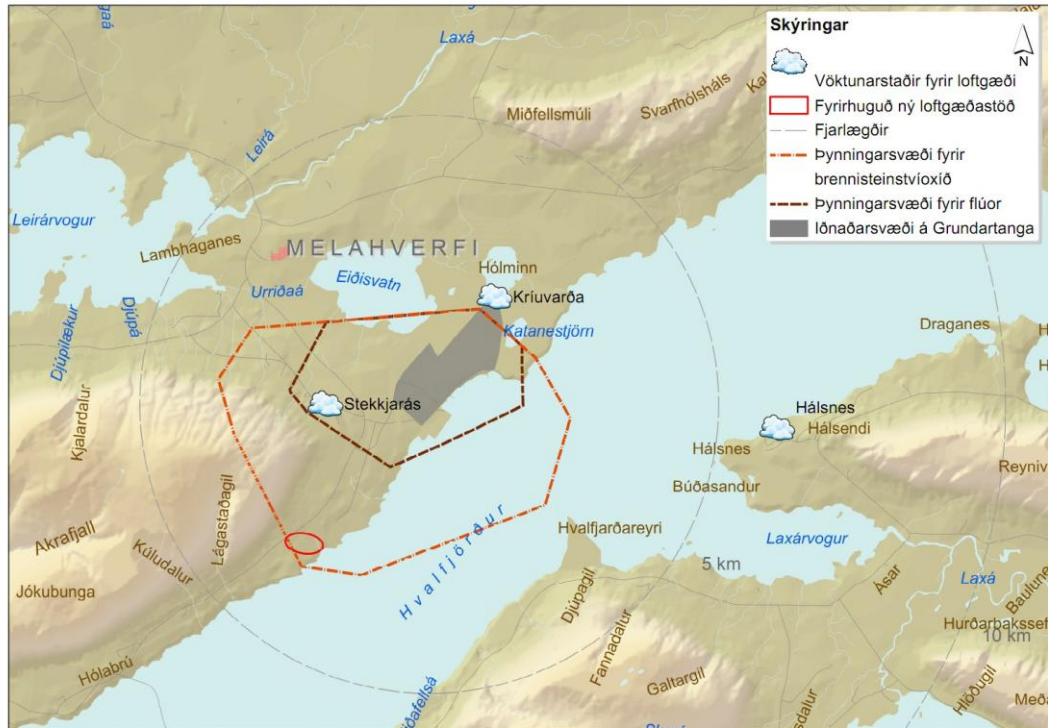 Laxá
Leirá
Miðfellsmúli
Svarfhólsháls
Skýringar
N
Vöktunarstaðir fyrir loftgæði
Fyrirhuguð ný loftgæðastöð
Fjarlægðir
Þynningarsvæði fyrir
brennisteinstvíoxíð
Þynningarsvæði fyrir flúor
Iðnaðarsvæði á Grundartanga
Leirárvogur
Lambhaganes
MELAHVERFI
Hólminn
Eiðisvatn
Urriðaá
Kríuvarða
Katanestjörn
Djúpilækur
Djúpá
Draganes
Stekkjarás
Kjalardalur
Hálsnes
Hálsendi
Hálsnes
Búðasandur
Hvalfjörður
Hvalfjarðareyri
Laxárvogur
Akrafjall
Kúludalur
Légastaðagil
Jókubunga
5 km
Djúpagil
Fannadalur
Ásar
Laxá
10 km
Galtargil
Hlöðugil
Hólabrú